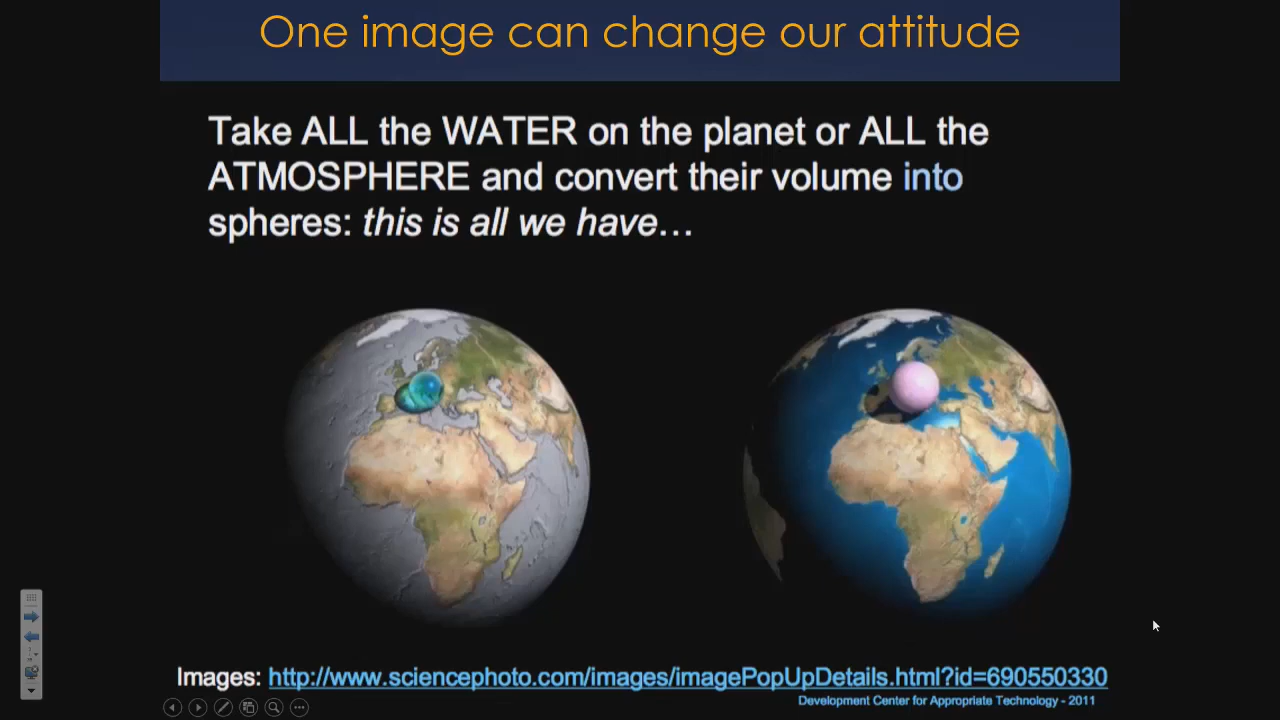 One image can change our attitude
Take ALL the WATER on the planet or ALL the
ATMOSPHERE and convert their volume into
spheres: this is all we have…
Images: http://www.sciencephoto.com/images/imagePopUpDetails.html?id=690550330
Development Center for Appropriate Technology - 2011